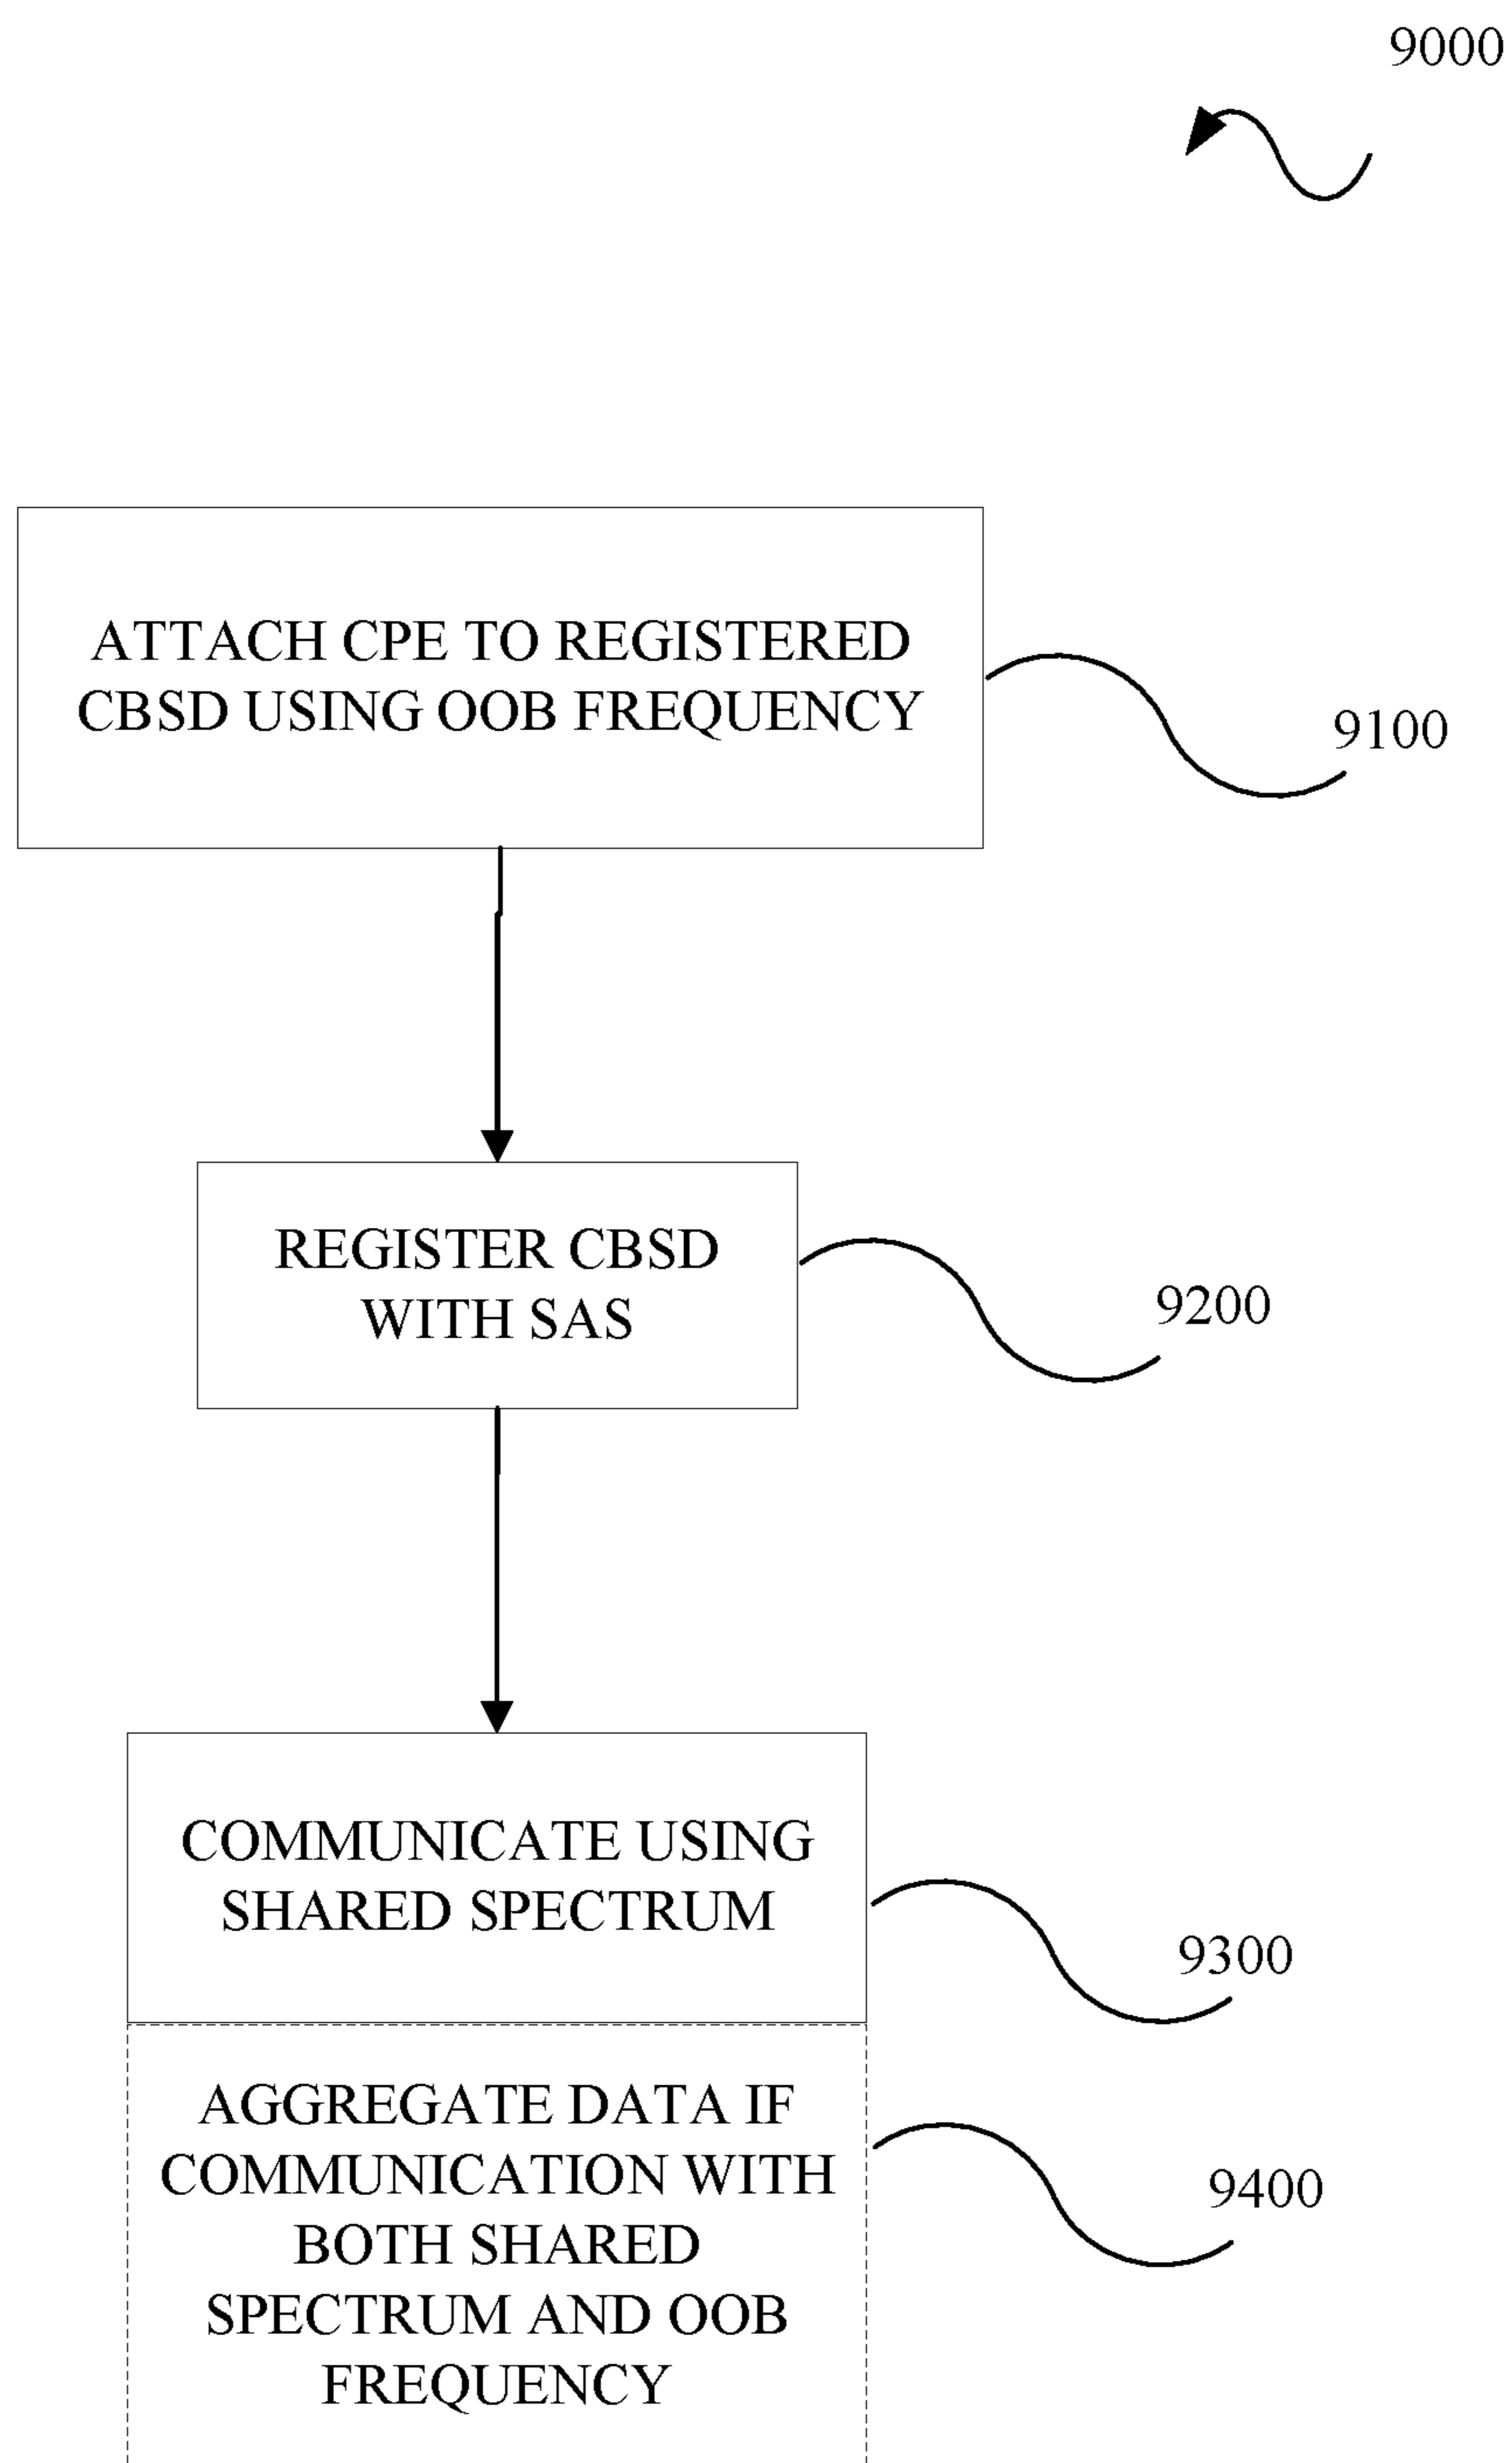 9000
ATTACH CPE TO REGISTERED
CBSD USING OOB FREQUENCY
9100
REGISTER CBSD
WITH SAS
9200
COMMUNICATE USING
SHARED SPECTRUM
9300
AGGREGATE DATA IF
COMMUNICATION WITH
BOTH SHARED
SPECTRUM AND OOB
FREQUENCY
9400